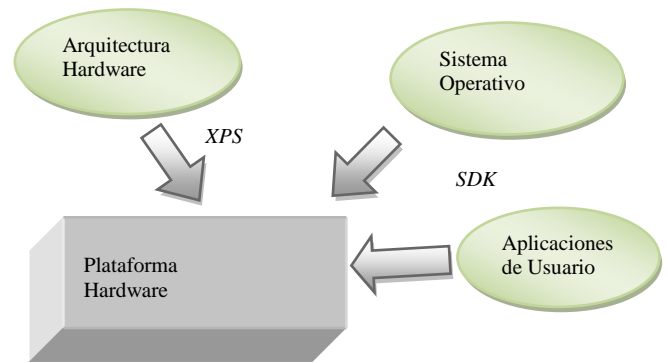 Arquitectura
Hardware
Sistema
Operativo
XPS
SDK
Aplicaciones
de Usuario
Plataforma
Hardware